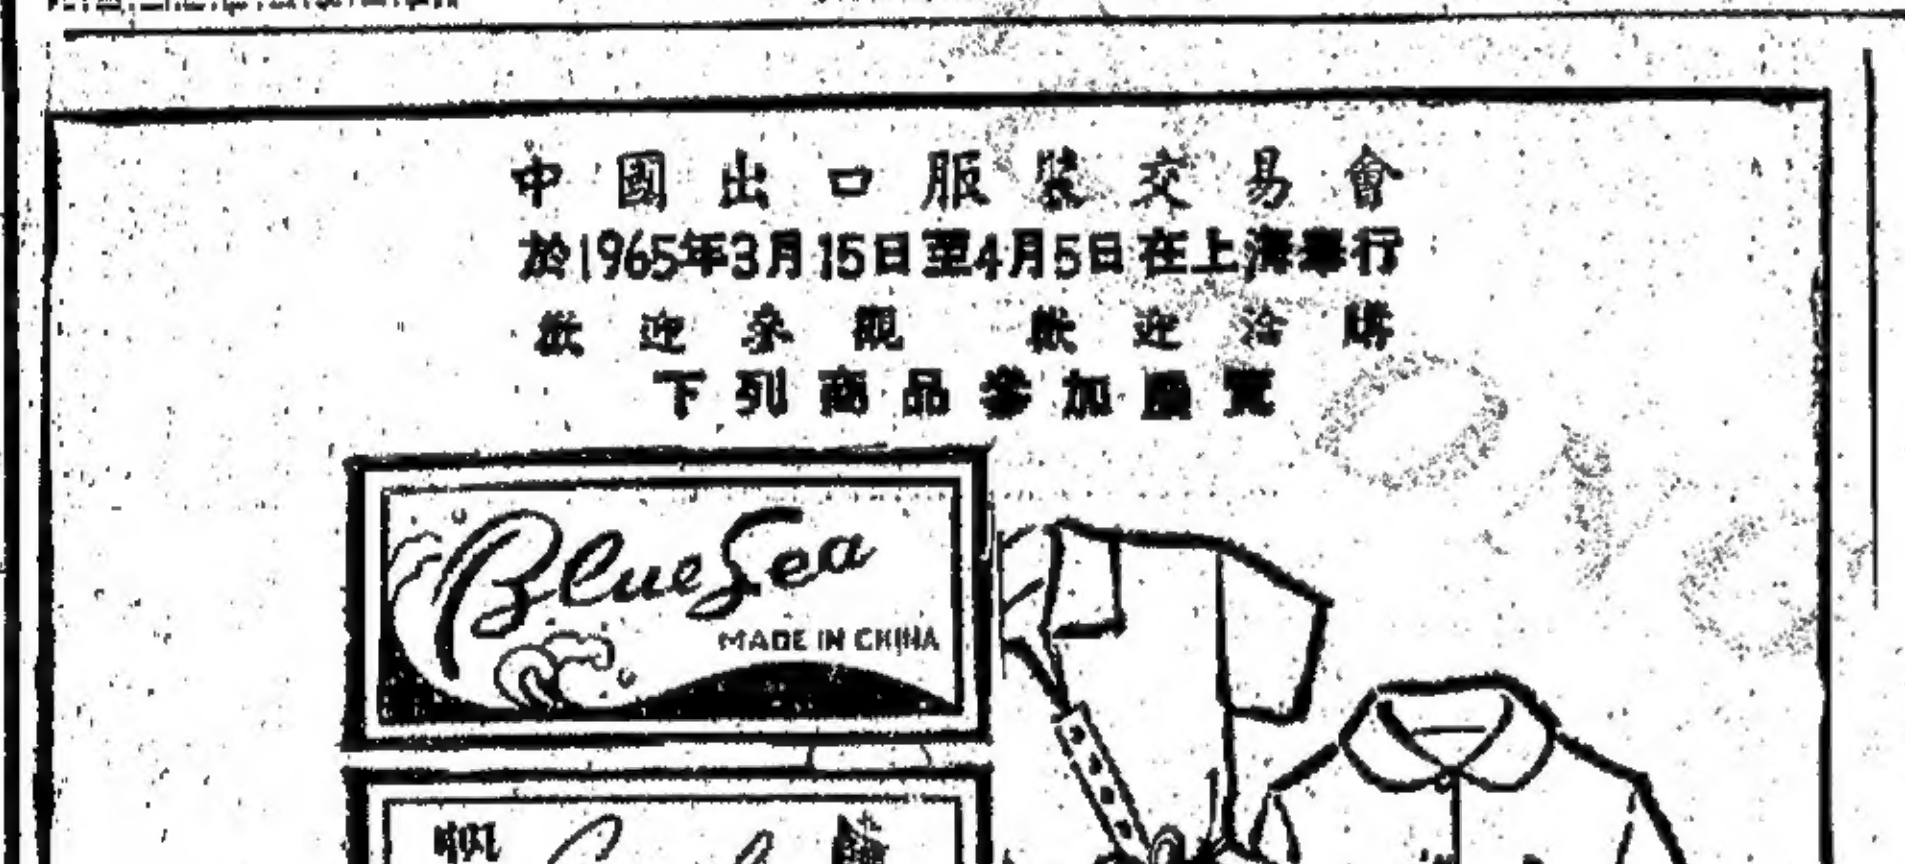 中國出口服裝交易會
於1965年3月15日至4月5日在上海舉行
歡迎參觀 歡迎洽購
下列商品參加展覽
Blue Sea
MADE IN CHINA